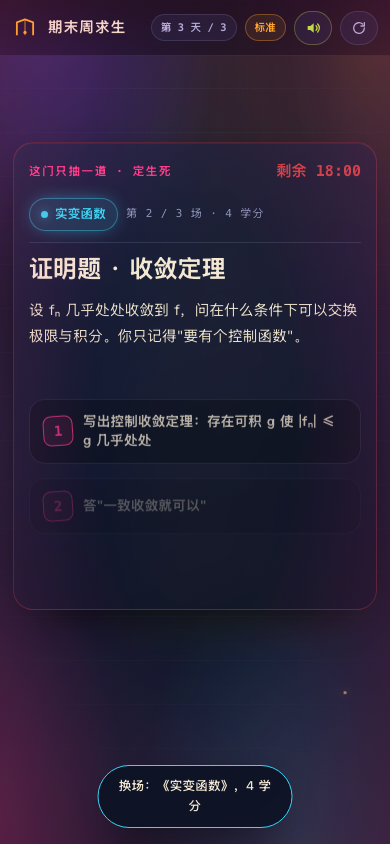 期末周求生
第 3 天 / 3
标准
这门只抽一道 · 定生死
剩余 18:00
实变函数
第 2 / 3 场 · 4 学分
证明题 · 收敛定理
设 fₙ 几乎处处收敛到 f，问在什么条件下可以交换
极限与积分。你只记得"要有个控制函数"。
1
写出控制收敛定理：存在可积 g 使 |fₙ| ⩽
g 几乎处处
2
答"一致收敛就可以"
换场：《实变函数》，4 学
分